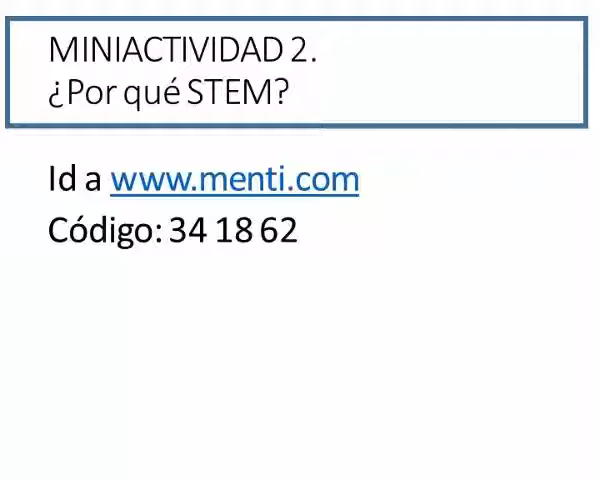 MINIACTIVIDAD 2.
¿Por qué STEM?
Id a www.menti.com
Código: 34 18 62